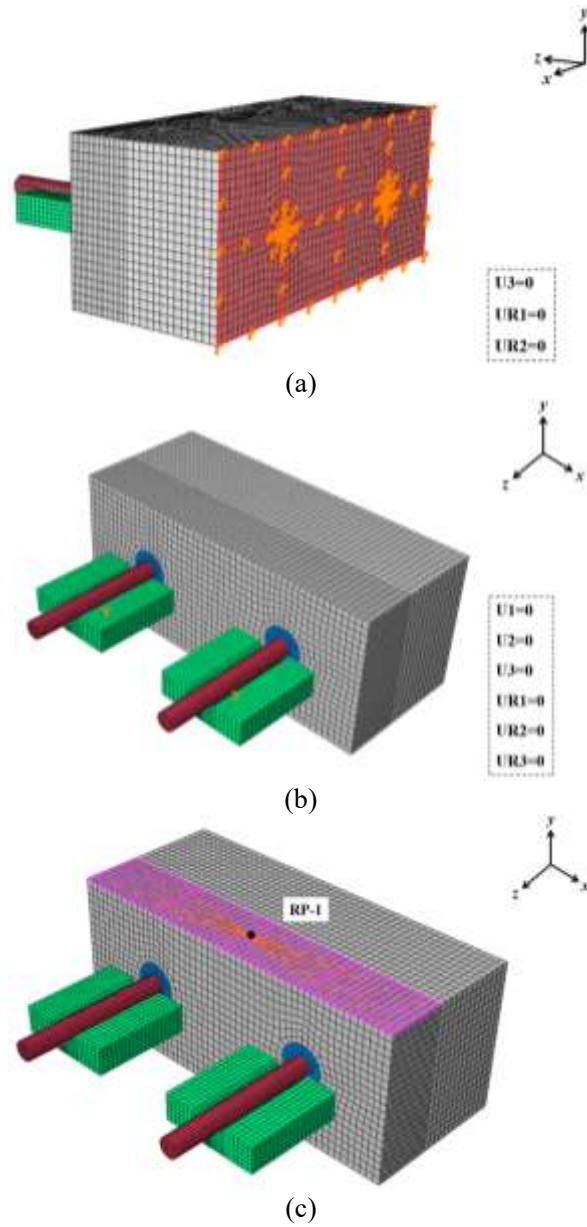 y
z
x
U3=0
UR1=0
UR2=0
(a)
y
z
x
U1=0
U2=0
U3=0
UR1=0
UR2=0
UR3=0
(b)
y
z
x
RP-1
(c)